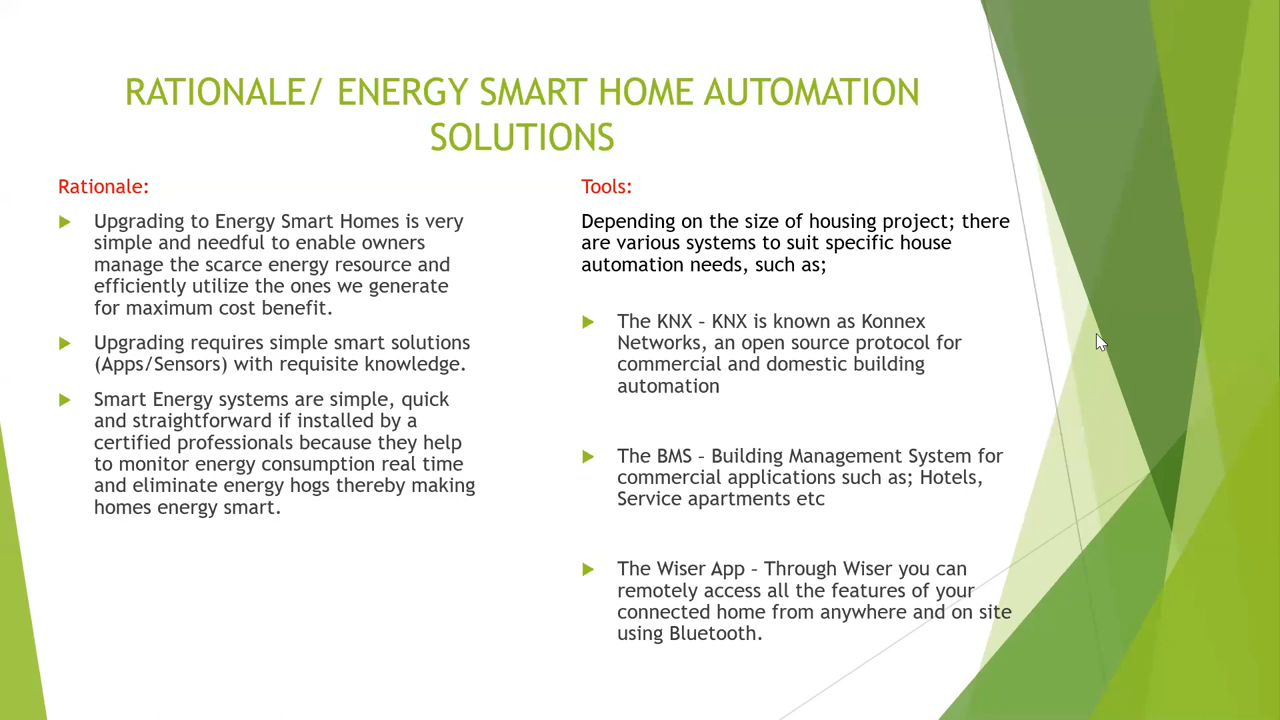 RATIONALE/ ENERGY SMART HOME AUTOMATION
SOLUTIONS
Rationale:
Upgrading to Energy Smart Homes is very
simple and needful to enable owners
manage the scarce energy resource and
efficiently utilize the ones we generate
for maximum cost benefit.
Upgrading requires simple smart solutions
(Apps/Sensors) with requisite knowledge.
Smart Energy systems are simple, quick
and straightforward if installed by a
certified professionals because they help
to monitor energy consumption real time
and eliminate energy hogs thereby making
homes energy smart.
Tools:
Depending on the size of housing project; there
are various systems to suit specific house
automation needs, such as;
The KNX – KNX is known as Konnex
Networks, an open source protocol for
commercial and domestic building
automation
The BMS – Building Management System for
commercial applications such as; Hotels,
Service apartments etc
The Wiser App – Through Wiser you can
remotely access all the features of your
connected home from anywhere and on site
using Bluetooth.